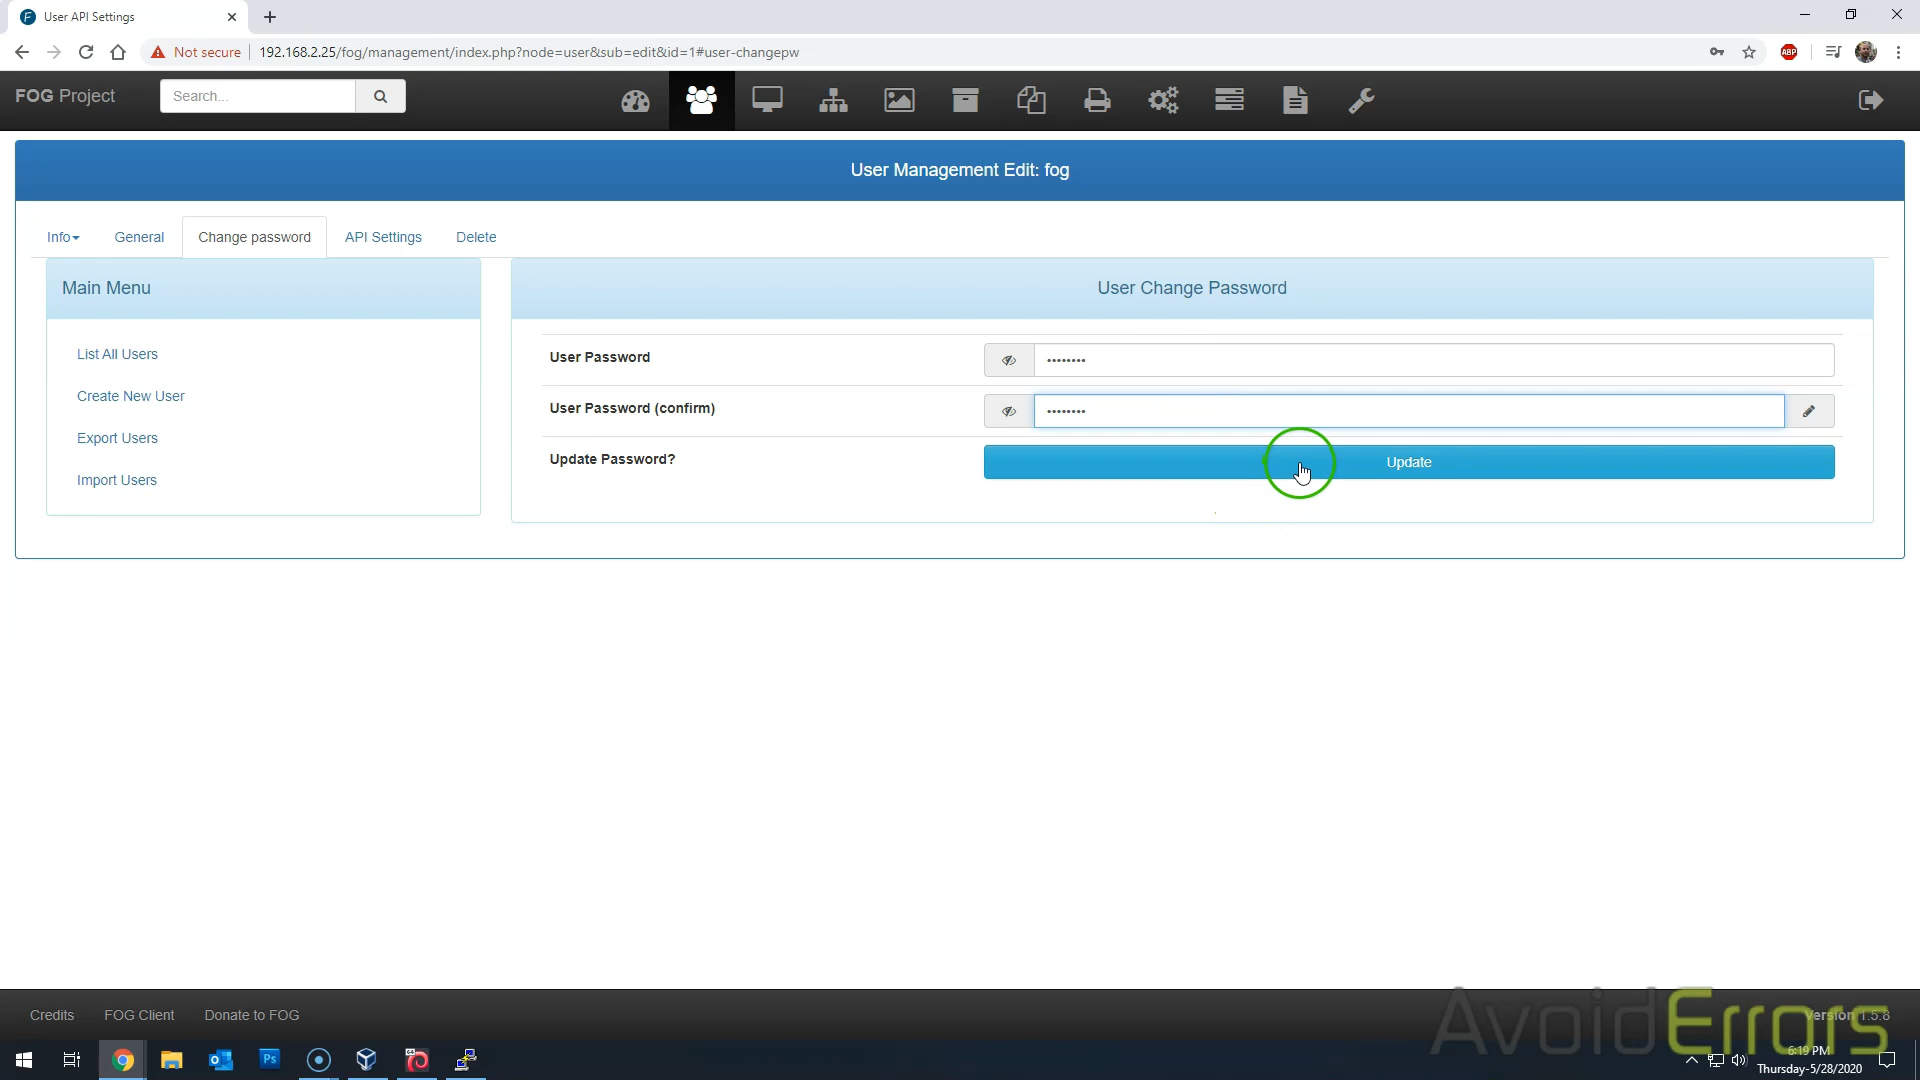 User API Settings
Not secure 192.168.2.25/fog/management/index.php?node=user&sub=edit&id=1#user-changepw
ABP
FOG Project
Search...
User Management Edit: fog
Info
General
Change password
API Settings
Delete
Main Menu
List All Users
Create New User
Export Users
Import Users
User Change Password
User Password
••••••••
User Password (confirm)
••••••••
Update Password?
Update
Credits
FOG Client
Donate to FOG
Version 1.5.8
AvoidErrors
Ps
64
6:19 PM
Thursday-5/28/2020